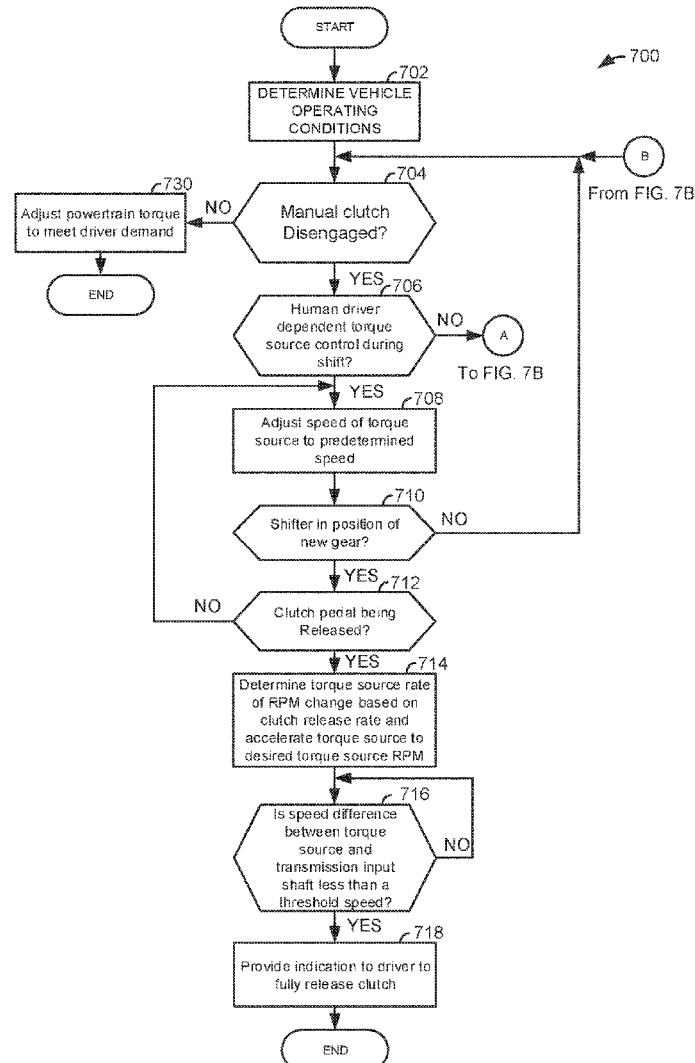 START
700
702
DETERMINE VEHICLE
OPERATING
CONDITIONS
B
From FIG. 7B
704
Manual clutch
Disengaged?
NO
730
Adjust powertrain torque
to meet driver demand
END
YES
706
Human driver
dependent torque
source control during
shift?
NO
A
To FIG. 7B
YES
708
Adjust speed of torque
source to predetermined
speed
710
Shifter in position of
new gear?
NO
YES
712
Clutch pedal being
Released?
NO
YES
714
Determine torque source rate
of RPM change based on
clutch release rate and
accelerate torque source to
desired torque source RPM
716
Is speed difference
between torque
source and
transmission input
shaft less than a
threshold speed?
NO
YES
718
Provide indication to driver to
fully release clutch
END